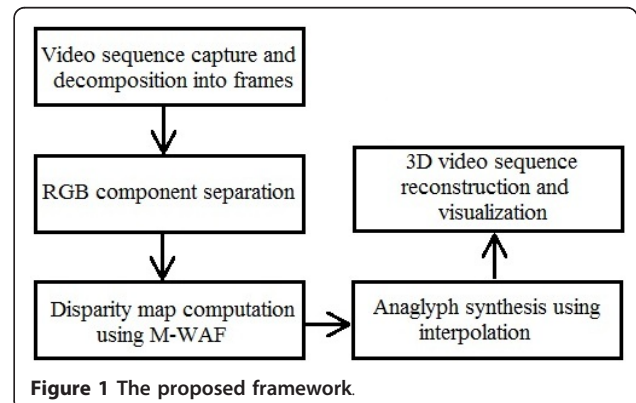 Video sequence capture and
decomposition into frames
RGB component separation
Disparity map computation
using M-WAF
Anaglyph synthesis using
interpolation
3D video sequence
reconstruction and
visualization
Figure 1 The proposed framework.